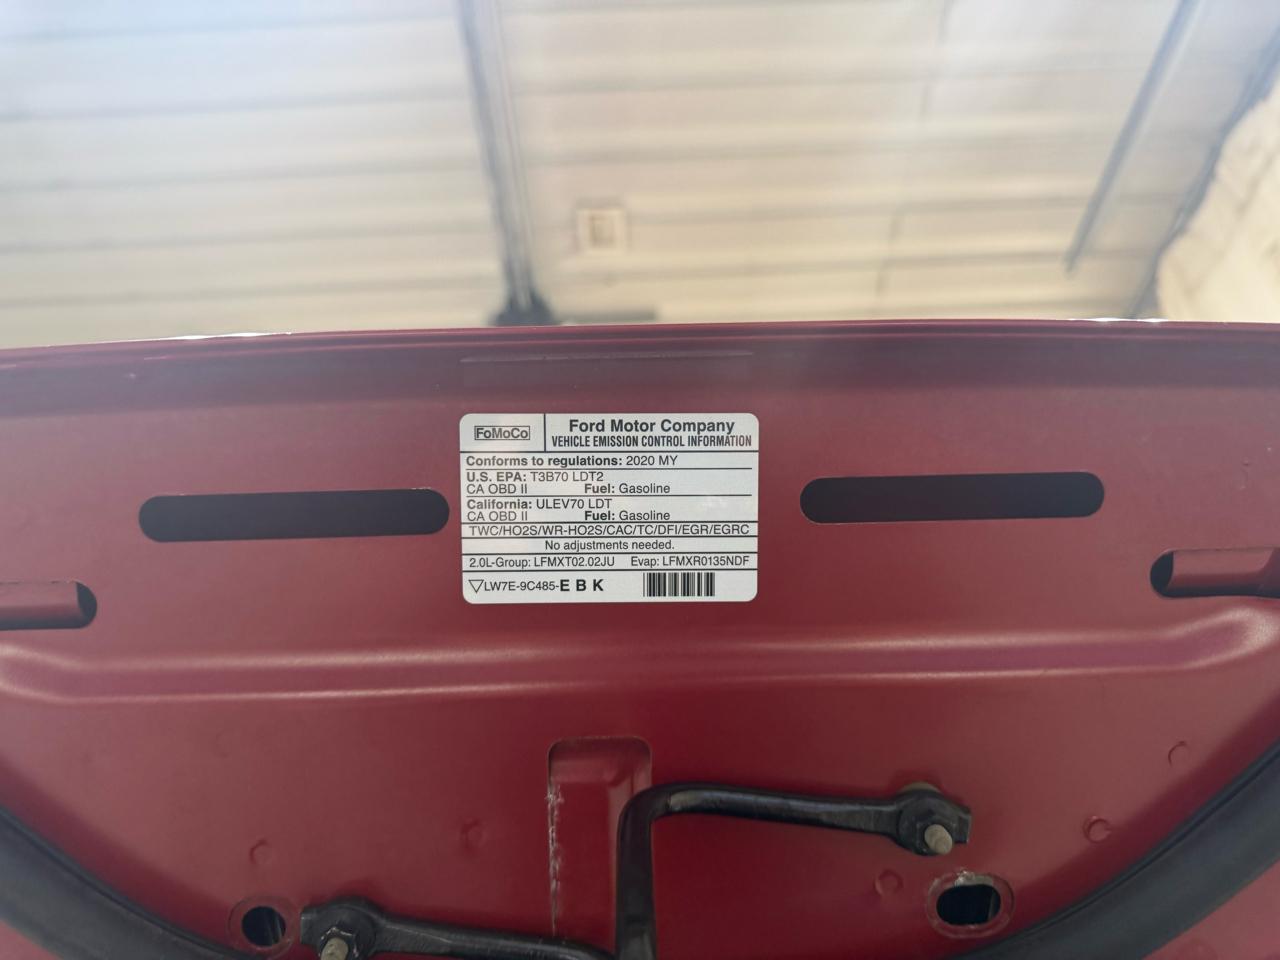 FoMoCo
Ford Motor Company
VEHICLE EMISSION CONTROL INFORMATION
Conforms to regulations: 2020 MY
U.S. EPA: T3B70 LDT2
CA OBD II Fuel: Gasoline
California: ULEV70 LDT
CA OBD II Fuel: Gasoline
TWC/HO2S/WR-HO2S/CAC/TC/DFI/EGR/EGRC
No adjustments needed.
2.0L-Group: LFMXT02.02JU Evap: LFMXR0135NDF
LW7E-9C485-E B K